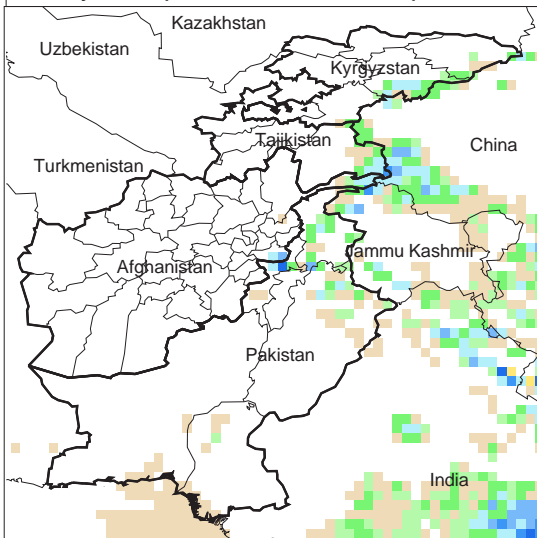 Kazakhstan
Uzbekistan
Kyrgyzstan
Tajikistan
China
Turkmenistan
Jammu Kashmir
Afghanistan
Pakistan
India